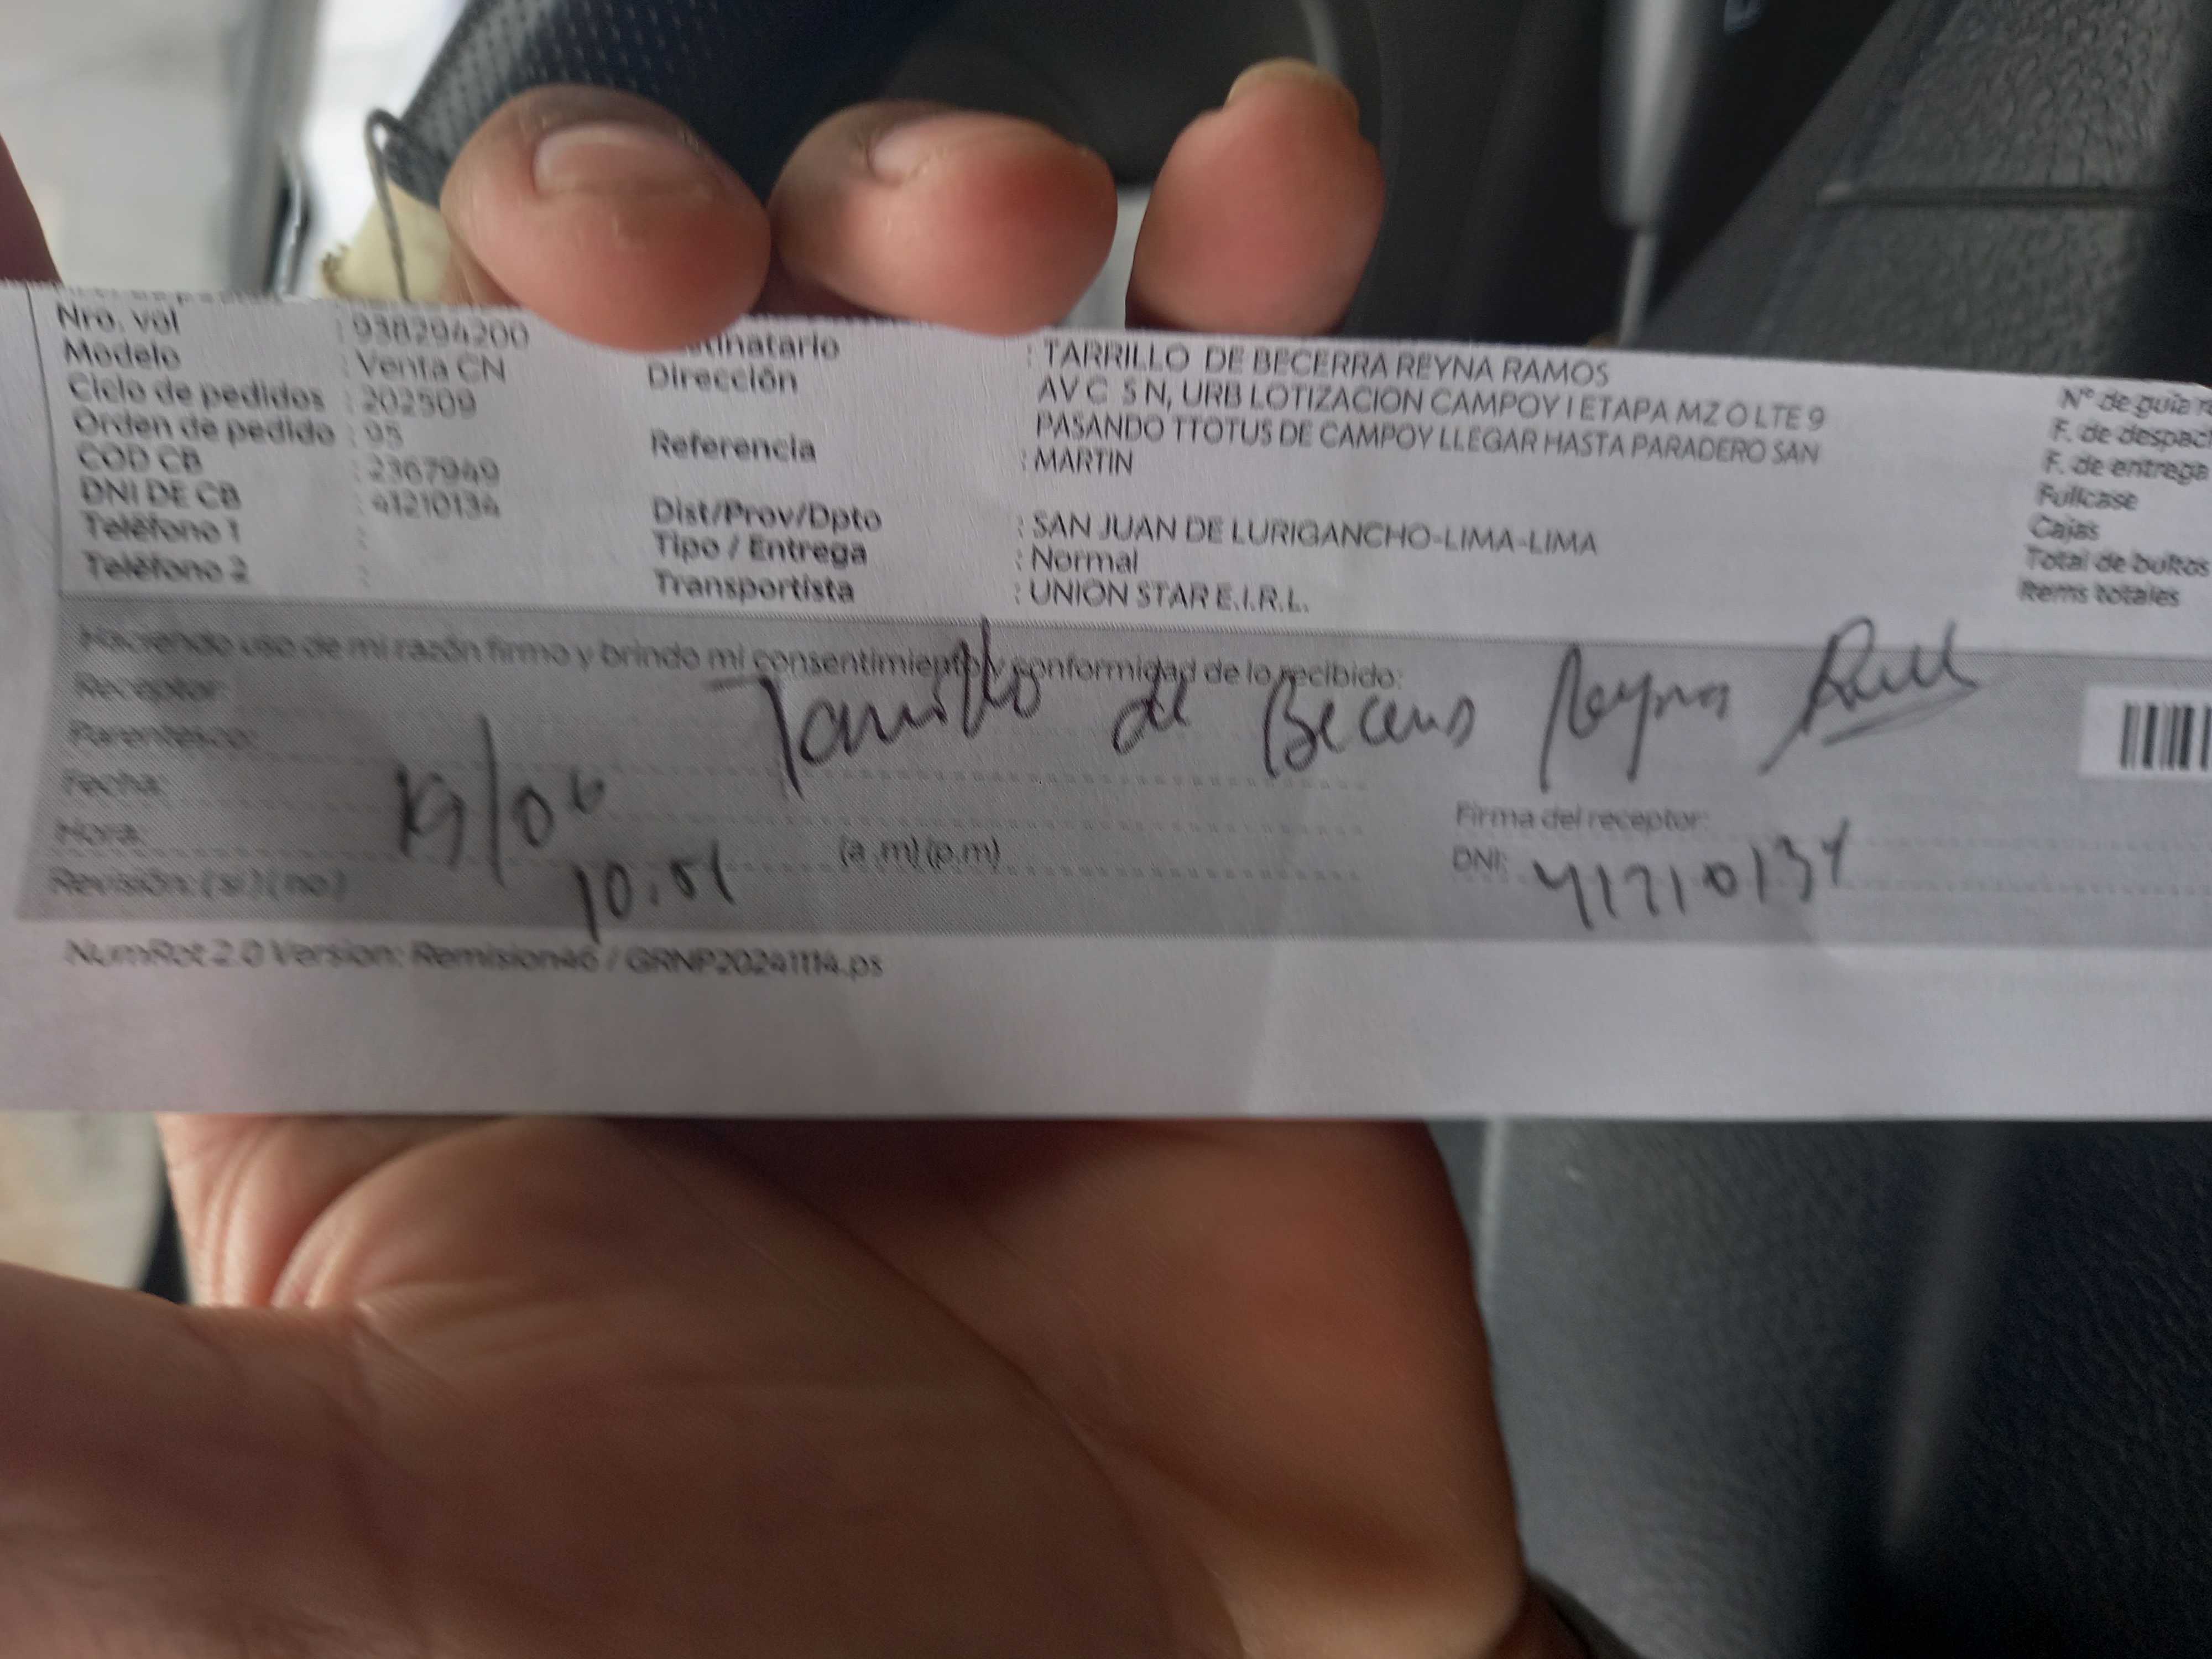 Nro. vol : 938294200
Modelo : Venta CN
Ciclo de pedidos : 202509
Orden de pedido : 95
COD CB : 2367949
DNI DE CB : 41210134
Teléfono 1 :
Teléfono 2 :
: TARRILLO DE BECERRA REYNA RAMOS
Dirección AV C S N, URB LOTIZACION CAMPOY I ETAPA MZ O LTE 9
PASANDO TTOTUS DE CAMPOY LLEGAR HASTA PARADERO SAN
Referencia : MARTIN
Dist/Prov/Dpto : SAN JUAN DE LURIGANCHO-LIMA-LIMA
Tipo / Entrega : Normal
Transportista : UNION STAR E.I.R.L.
N° de guía
F. de
F. de entrega
Fullcase
Cajas
Total de bultos
Items totales
Haciendo uso de mi razón firmo y brindo mi consentimiento y conformidad de lo recibido:
Receptor: Tarrillo de Becerra Reyna
Parentesco:
Fecha: 19/06
Hora: 10:01 (a .m) (p.m)
Revisión: ( si ) ( no )
Firma del receptor:
DNI: 41210134
NumRot 2.0 Version: Remision46 / GRNP20241114.ps